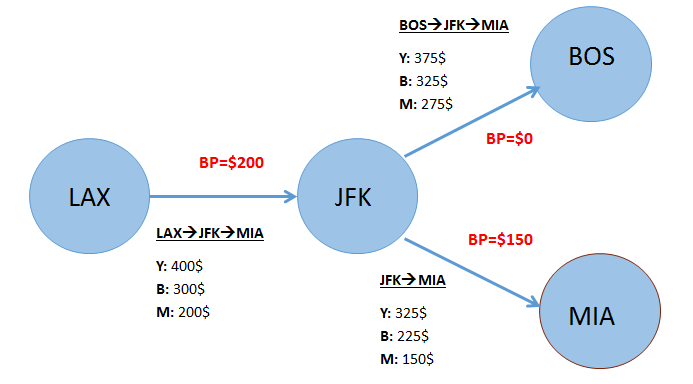 BOS→JFK→MIA
Y: 375$
B: 325$
M: 275$
BOS
BP=$0
BP=$200
LAX
JFK
LAX→JFK→MIA
Y: 400$
B: 300$
M: 200$
BP=$150
JFK→MIA
Y: 325$
B: 225$
M: 150$
MIA